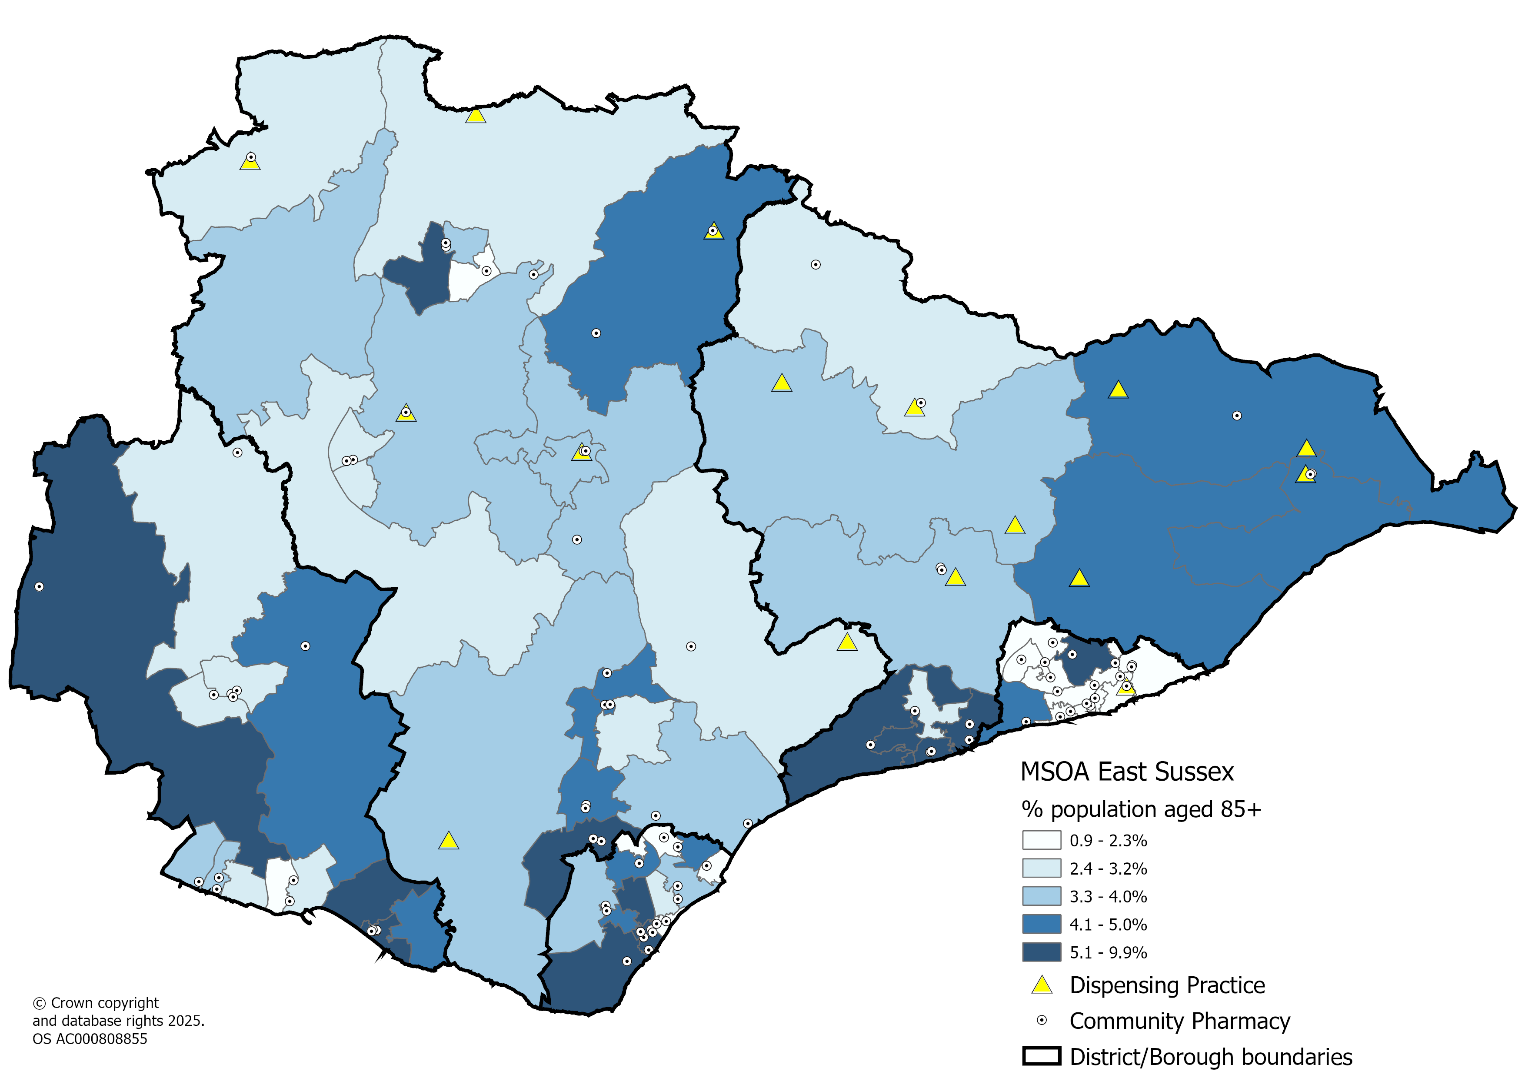 MSOA East Sussex
% population aged 85+
0.9 - 2.3%
2.4 - 3.2%
3.3 - 4.0%
4.1 - 5.0%
5.1 - 9.9%
Dispensing Practice
Community Pharmacy
District/Borough boundaries
© Crown copyright
and database rights 2025.
OS AC000808855